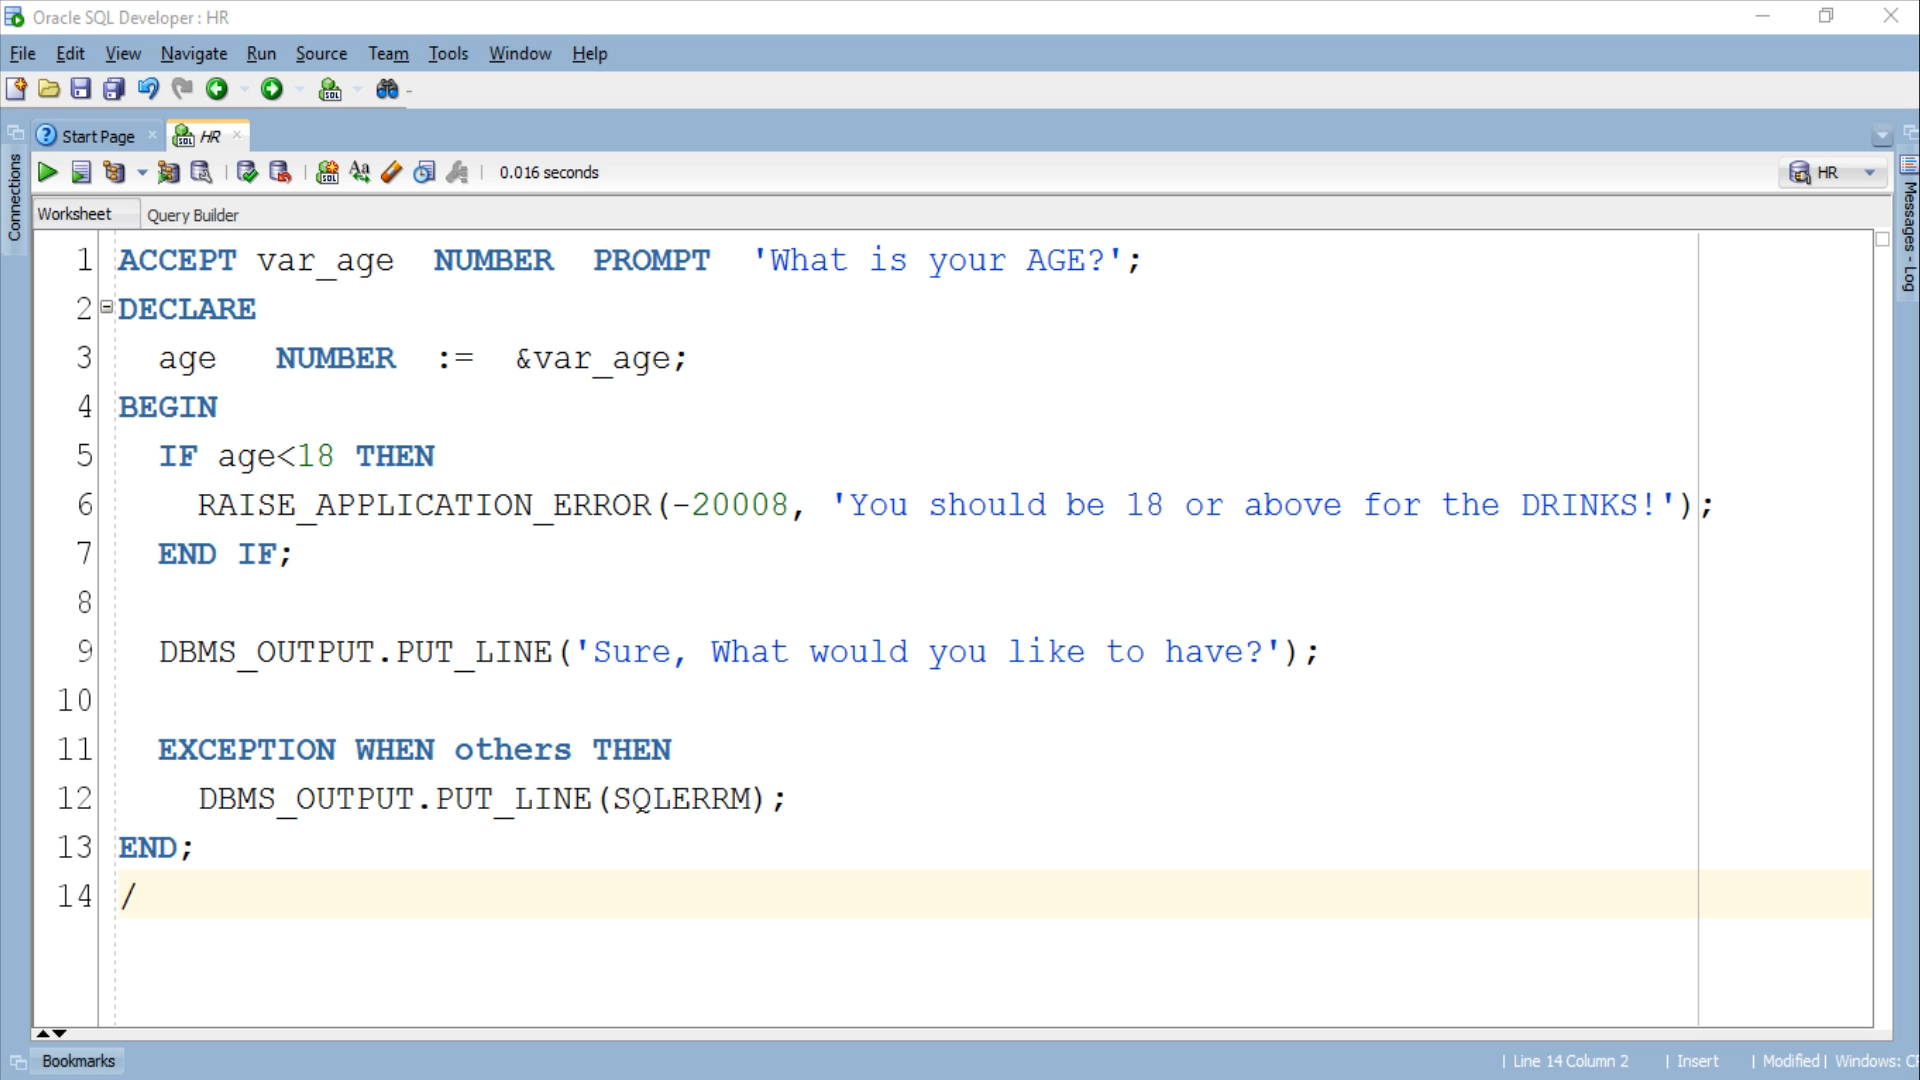 Oracle SQL Developer : HR
File Edit View Navigate Run Source Team Tools Window Help
Start Page HR
0.016 seconds HR
Connections
Messages - Log
Worksheet Query Builder
1 ACCEPT var_age  NUMBER  PROMPT  'What is your AGE?';
2 DECLARE
3   age   NUMBER  :=  &var_age;
4 BEGIN
5   IF age<18 THEN
6     RAISE_APPLICATION_ERROR(-20008, 'You should be 18 or above for the DRINKS!');
7   END IF;
8
9   DBMS_OUTPUT.PUT_LINE('Sure, What would you like to have?');
10
11   EXCEPTION WHEN others THEN
12     DBMS_OUTPUT.PUT_LINE(SQLERRM);
13 END;
14 /
Bookmarks
| Line 14 Column 2 | Insert | Modified | Windows: